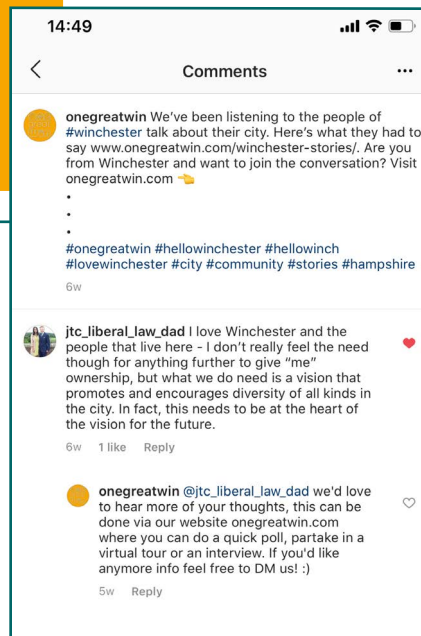 14:49
Comments
onegreatwin We've been listening to the people of
#winchester talk about their city. Here's what they had to
say www.onegreatwin.com/winchester-stories/. Are you
from Winchester and want to join the conversation? Visit
onegreatwin.com 👈
•
•
•
#onegreatwin #hellowinchester #hellowinch
#lovewinchester #city #community #stories #hampshire
6w
jtc_liberal_law_dad I love Winchester and the
people that live here - I don't really feel the need
though for anything further to give “me”
ownership, but what we do need is a vision that
promotes and encourages diversity of all kinds in
the city. In fact, this needs to be at the heart of
the vision for the future.
6w 1 like Reply
onegreatwin @jtc_liberal_law_dad we'd love
to hear more of your thoughts, this can be
done via our website onegreatwin.com
where you can do a quick poll, partake in a
virtual tour or an interview. If you'd like
anymore info feel free to DM us! :)
5w Reply